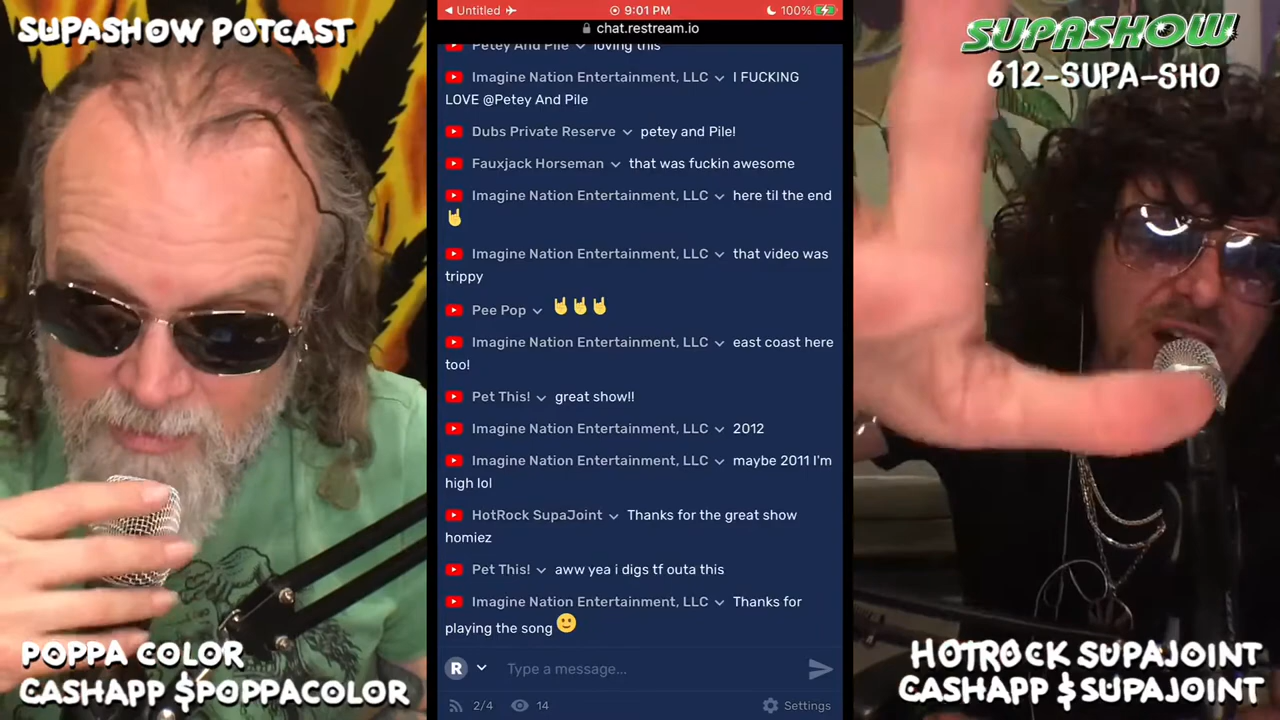 SUPASHOW POTCAST
Untitled
9:01 PM
100%
chat.restream.io
SUPASHOW
612-SUPA-SHO
Petey And Pile loving this
Imagine Nation Entertainment, LLC I FUCKING
LOVE @Petey And Pile
Dubs Private Reserve petey and Pile!
Fauxjack Horseman that was fuckin awesome
Imagine Nation Entertainment, LLC here til the end
🤘
Imagine Nation Entertainment, LLC that video was
trippy
Pee Pop 🤘🤘🤘
Imagine Nation Entertainment, LLC east coast here
too!
Pet This! great show!!
Imagine Nation Entertainment, LLC 2012
Imagine Nation Entertainment, LLC maybe 2011 I'm
high lol
HotRock SupaJoint Thanks for the great show
homiez
Pet This! aww yea i digs tf outa this
Imagine Nation Entertainment, LLC Thanks for
playing the song 🙂
R Type a message...
2/4 14 Settings
POPPA COLOR
CASHAPP $POPPACOLOR
HOTROCK SUPAJOINT
CASHAPP $SUPAJOINT